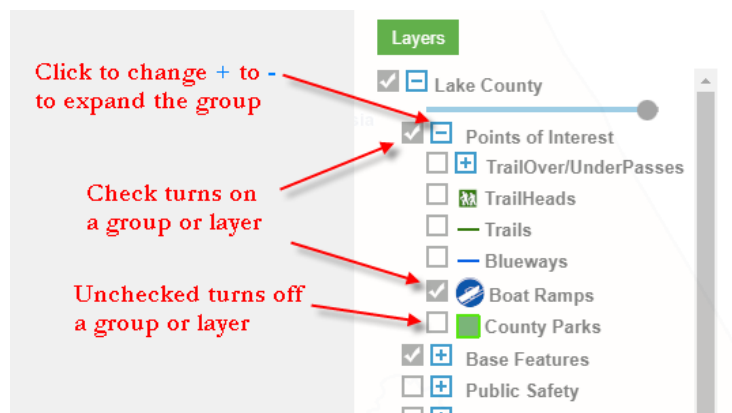 Layers
Click to change + to -
to expand the group
Lake County
Points of Interest
TrailOver/UnderPasses
Check turns on
a group or layer
TrailHeads
Trails
Blueways
Unchecked turns off
a group or layer
Boat Ramps
County Parks
Base Features
Public Safety